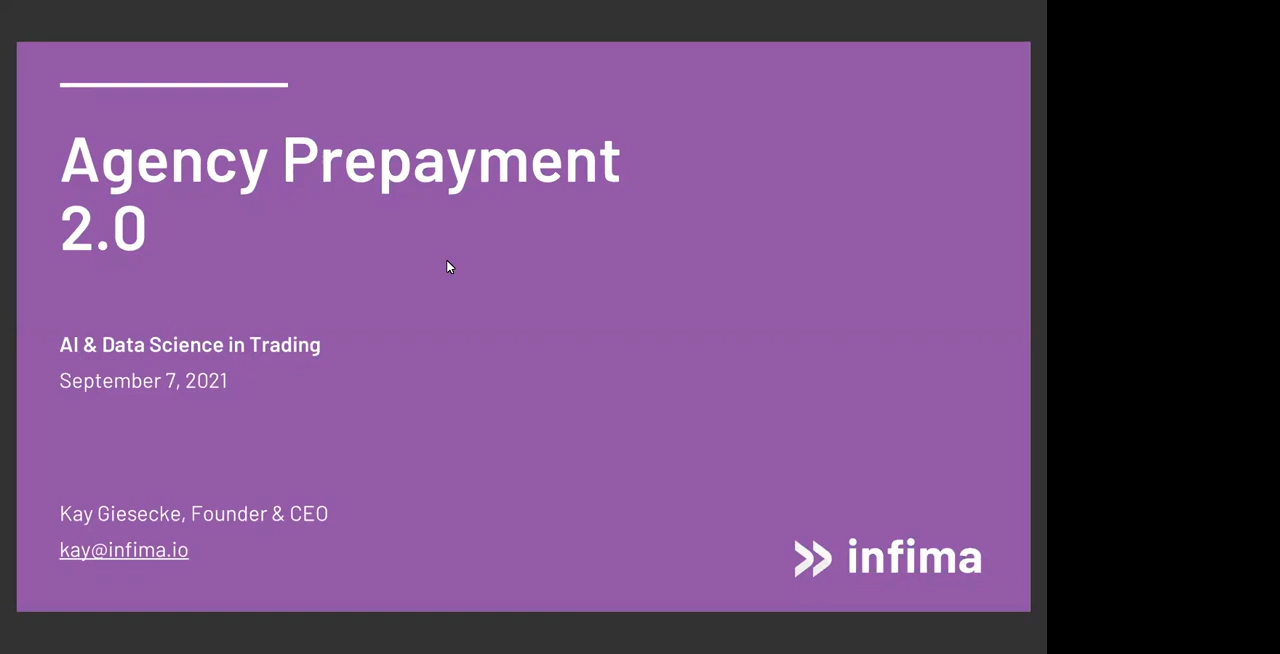 Agency Prepayment
2.0
AI & Data Science in Trading
September 7, 2021
Kay Giesecke, Founder & CEO
kay@infima.io
infima